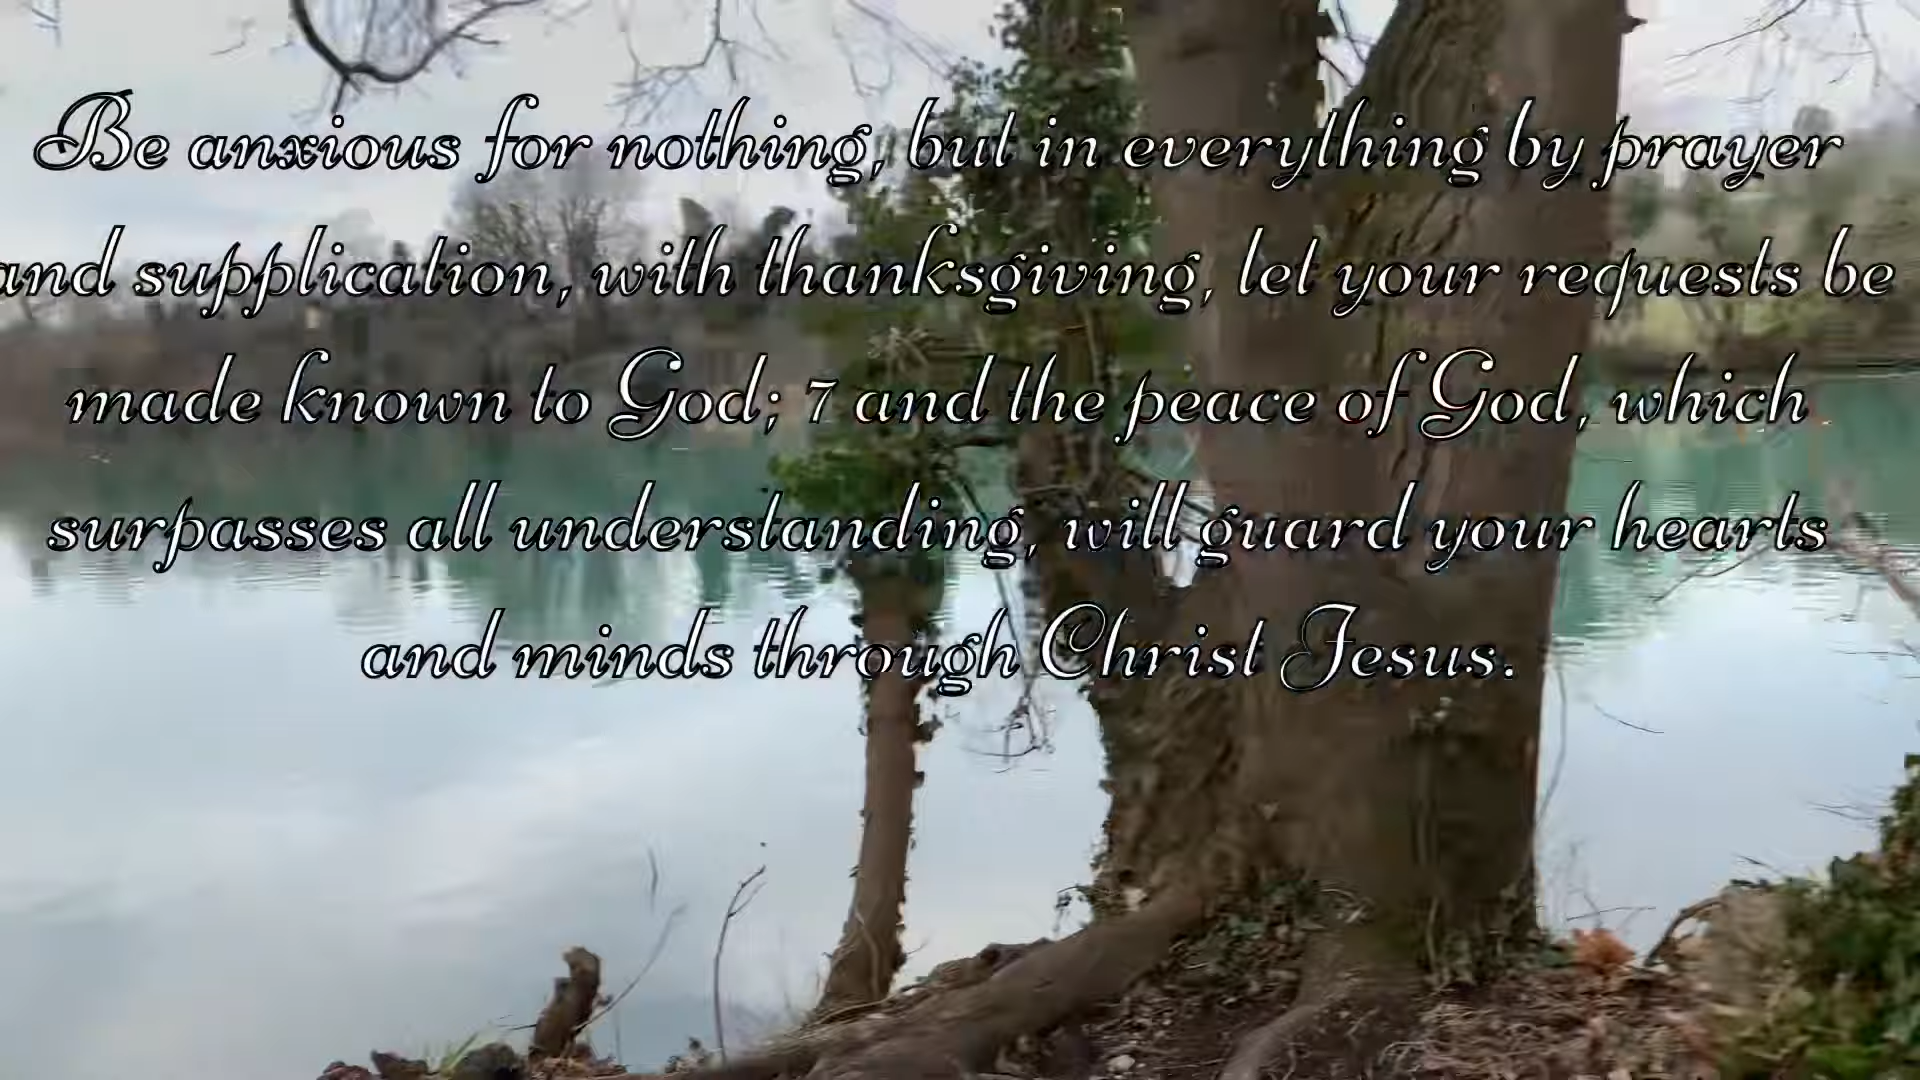 Be anxious for nothing, but in everything by prayer
and supplication, with thanksgiving, let your requests be
made known to God; 7 and the peace of God, which
surpasses all understanding, will guard your hearts
and minds through Christ Jesus.